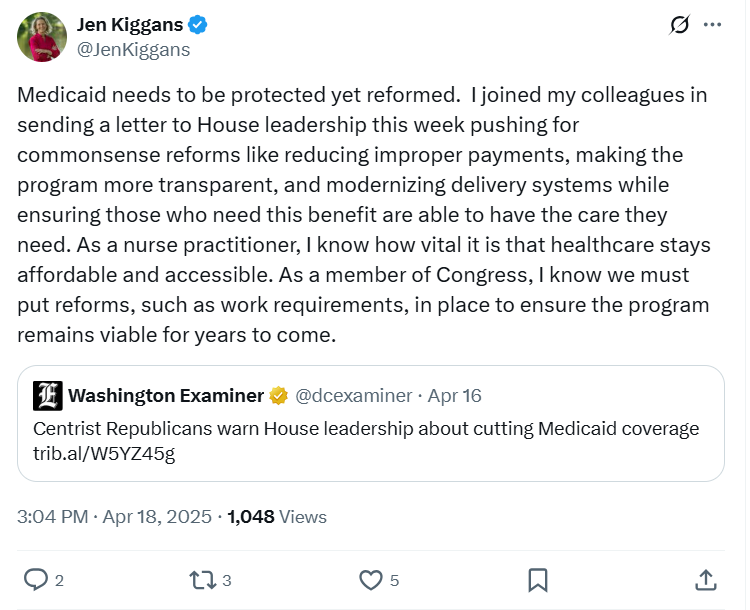 Jen Kiggans
@JenKiggans
Medicaid needs to be protected yet reformed.  I joined my colleagues in
sending a letter to House leadership this week pushing for
commonsense reforms like reducing improper payments, making the
program more transparent, and modernizing delivery systems while
ensuring those who need this benefit are able to have the care they
need. As a nurse practitioner, I know how vital it is that healthcare stays
affordable and accessible. As a member of Congress, I know we must
put reforms, such as work requirements, in place to ensure the program
remains viable for years to come.
E Washington Examiner @dcexaminer · Apr 16
Centrist Republicans warn House leadership about cutting Medicaid coverage
trib.al/W5YZ45g
3:04 PM · Apr 18, 2025 · 1,048 Views
2 3 5